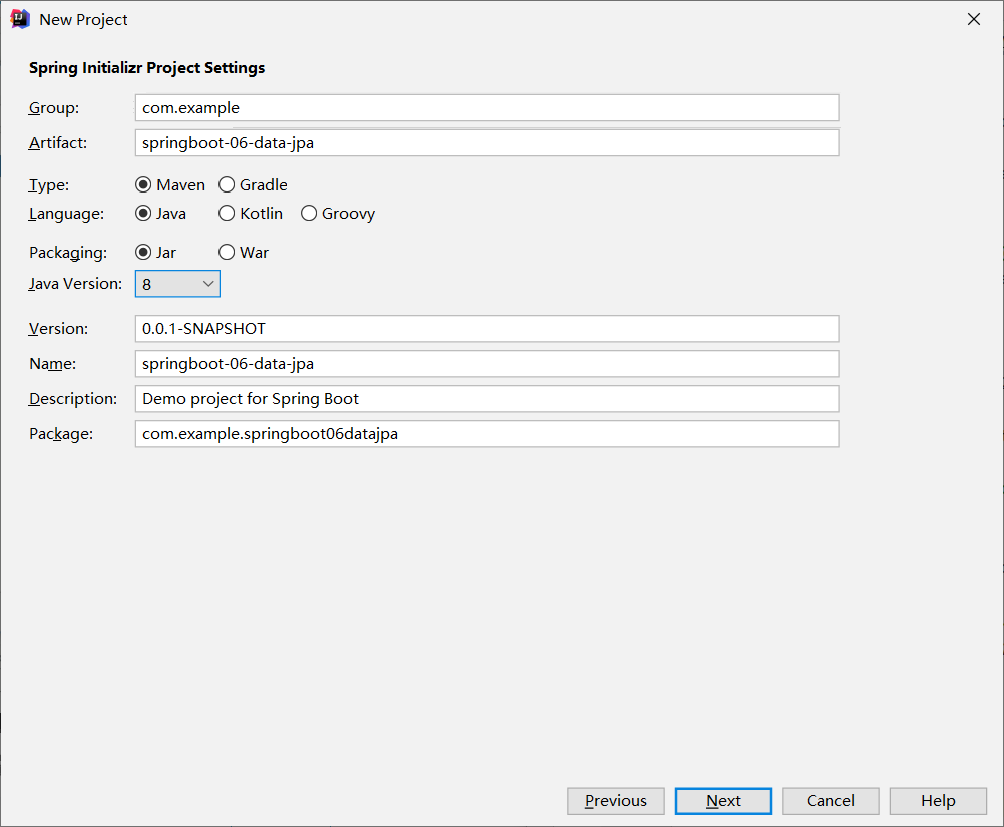 New Project
Spring Initializr Project Settings
Group: com.example
Artifact: springboot-06-data-jpa
Type: Maven Gradle
Language: Java Kotlin Groovy
Packaging: Jar War
Java Version: 8
Version: 0.0.1-SNAPSHOT
Name: springboot-06-data-jpa
Description: Demo project for Spring Boot
Package: com.example.springboot06datajpa
Previous Next Cancel Help